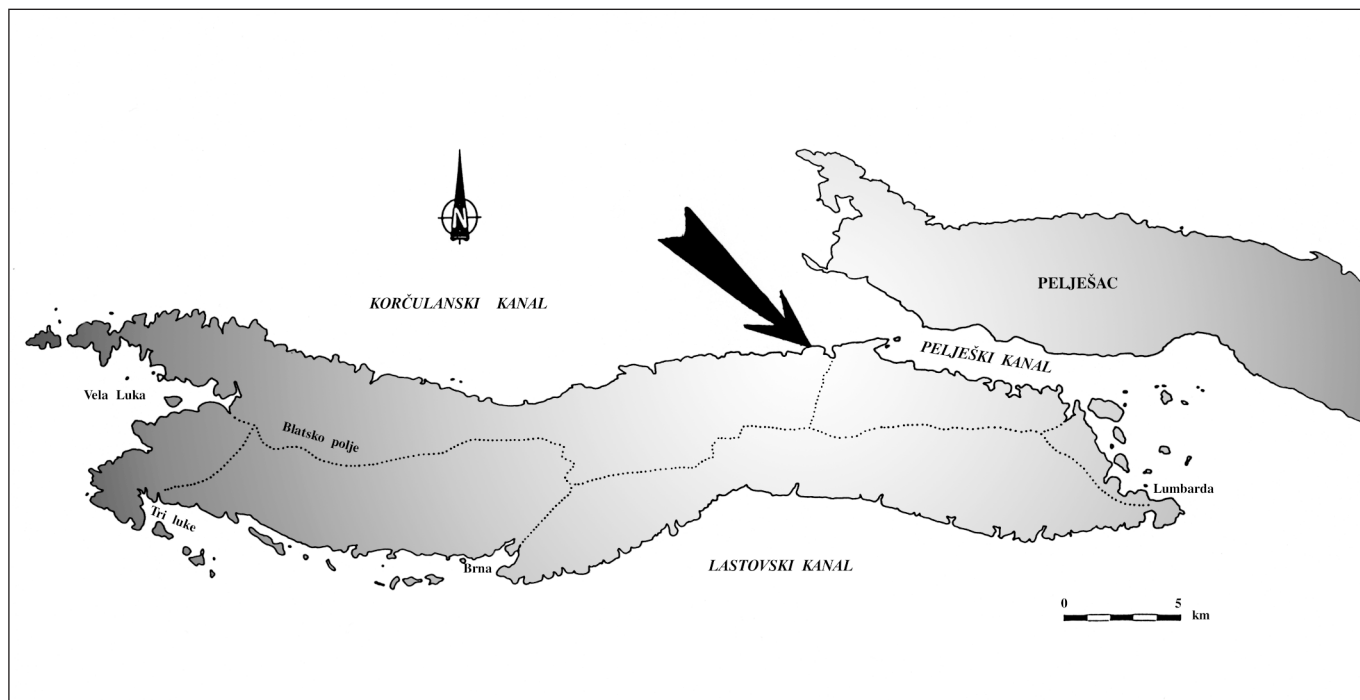 N
PELJEŠAC
KORČULANSKI KANAL
PELJEŠKI KANAL
Vela Luka
Blatsko polje
Lumbarda
Tri luke
Brna
LASTOVSKI KANAL
0 5
km